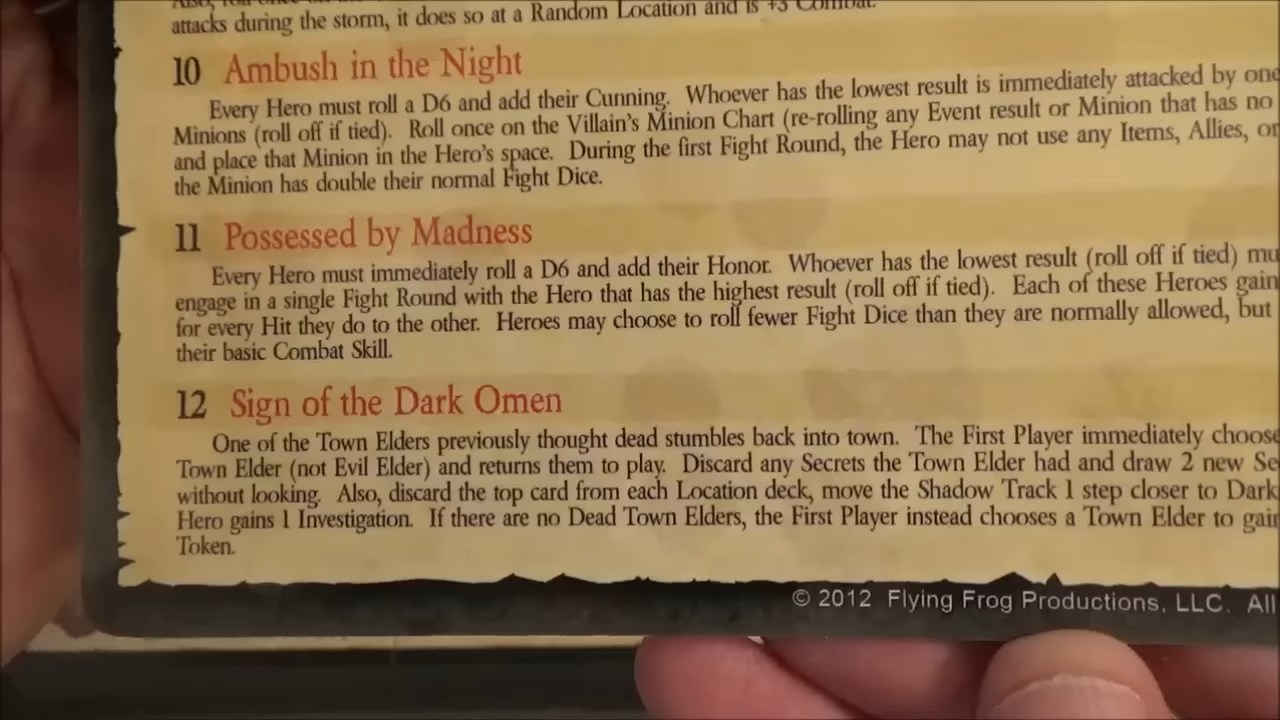 attacks during the storm, it does so at a Random Location and is +3 Combat.
10 Ambush in the Night
Every Hero must roll a D6 and add their Cunning. Whoever has the lowest result is immediately attacked by one
Minions (roll off if tied). Roll once on the Villain's Minion Chart (re-rolling any Event result or Minion that has no
and place that Minion in the Hero's space. During the first Fight Round, the Hero may not use any Items, Allies, or
the Minion has double their normal Fight Dice.
11 Possessed by Madness
Every Hero must immediately roll a D6 and add their Honor. Whoever has the lowest result (roll off if tied) mu
engage in a single Fight Round with the Hero that has the highest result (roll off if tied). Each of these Heroes gain
for every Hit they do to the other. Heroes may choose to roll fewer Fight Dice than they are normally allowed, but
their basic Combat Skill.
12 Sign of the Dark Omen
One of the Town Elders previously thought dead stumbles back into town. The First Player immediately choose
Town Elder (not Evil Elder) and returns them to play. Discard any Secrets the Town Elder had and draw 2 new Se
without looking. Also, discard the top card from each Location deck, move the Shadow Track 1 step closer to Dark
Hero gains 1 Investigation. If there are no Dead Town Elders, the First Player instead chooses a Town Elder to gain
Token.
© 2012 Flying Frog Productions, LLC. All